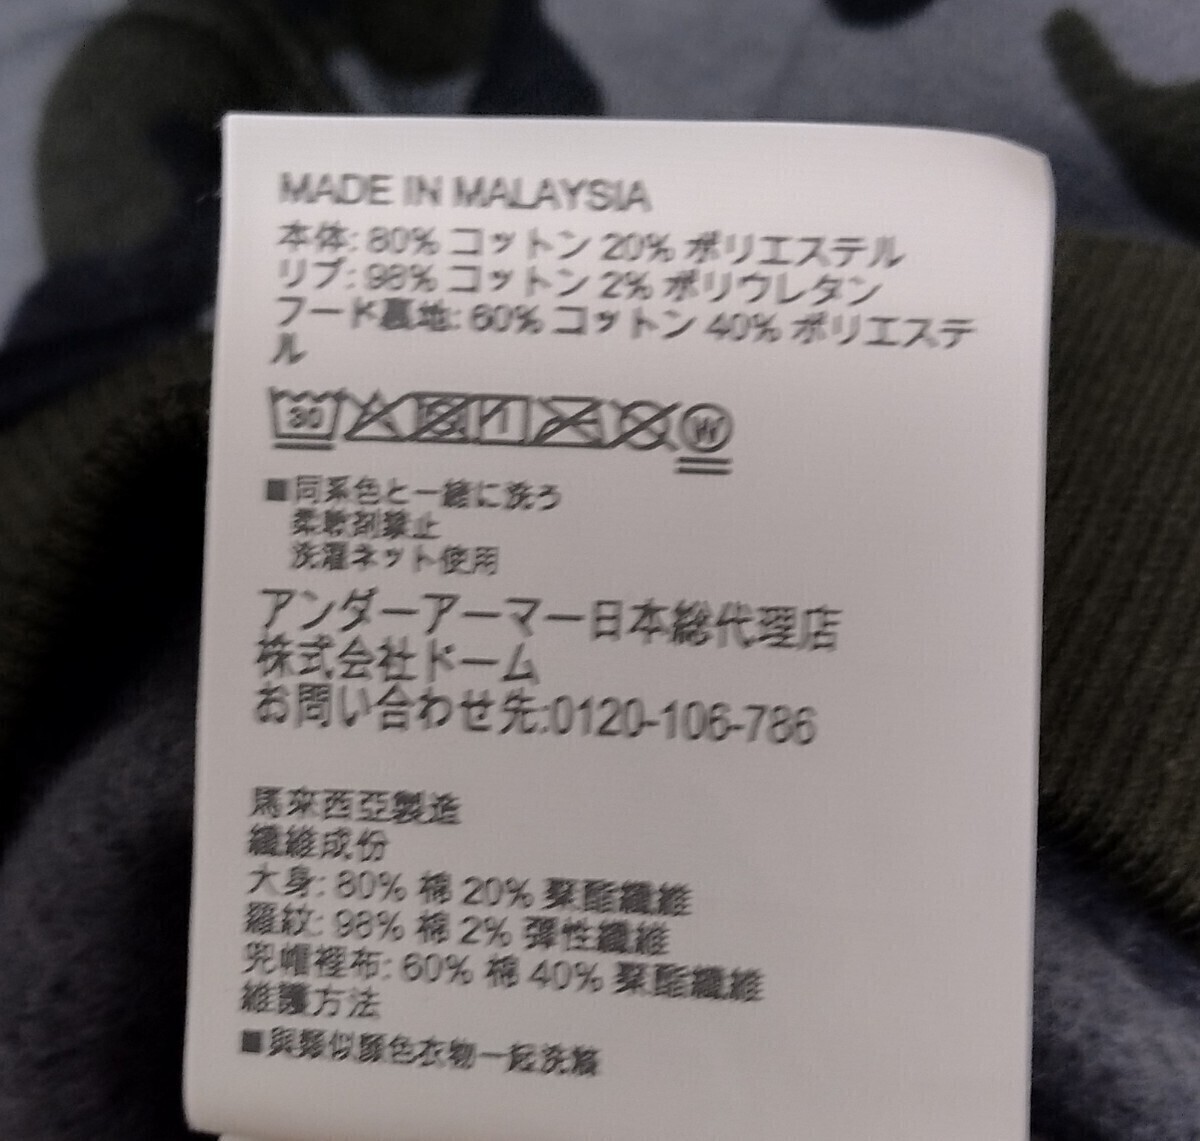 MADE IN MALAYSIA
本体: 80% コットン 20% ポリエステル
リブ: 98% コットン 2% ポリウレタン
フード裏地: 60% コットン 40% ポリエステ
ル
30 W
■同系色と一緒に洗う
柔軟剤禁止
洗濯ネット使用
アンダーアーマー日本総代理店
株式会社ドーム
お問い合わせ先:0120-106-786
馬來西亞製造
纖維成份
大身: 80% 棉 20% 聚酯纖維
羅紋: 98% 棉 2% 彈性纖維
兜帽裡布: 60% 棉 40% 聚酯纖維
維護方法
■與類似顏色衣物一起洗滌